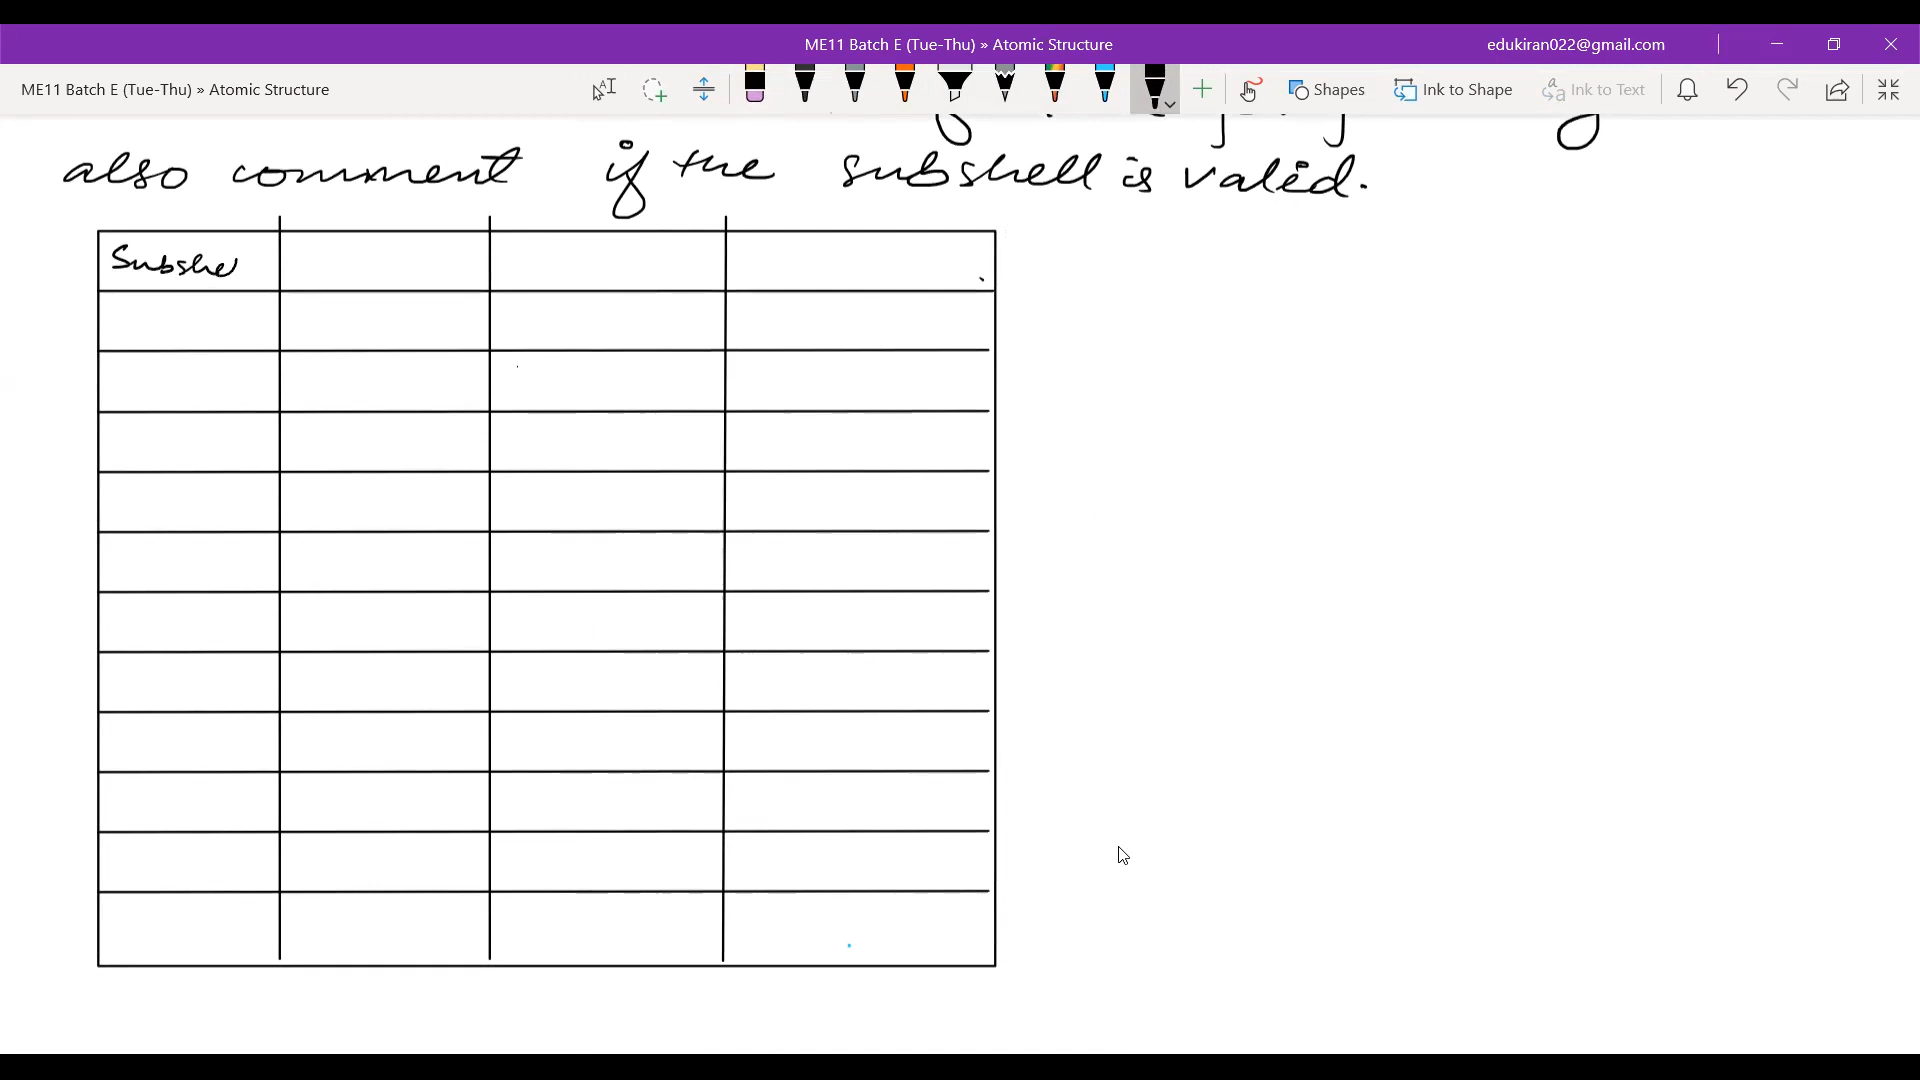 ME11 Batch E (Tue-Thu) » Atomic Structure
edukiran022@gmail.com
ME11 Batch E (Tue-Thu) » Atomic Structure
Shapes
Ink to Shape
Ink to Text
also comment if the subshell is valid.
Subshe